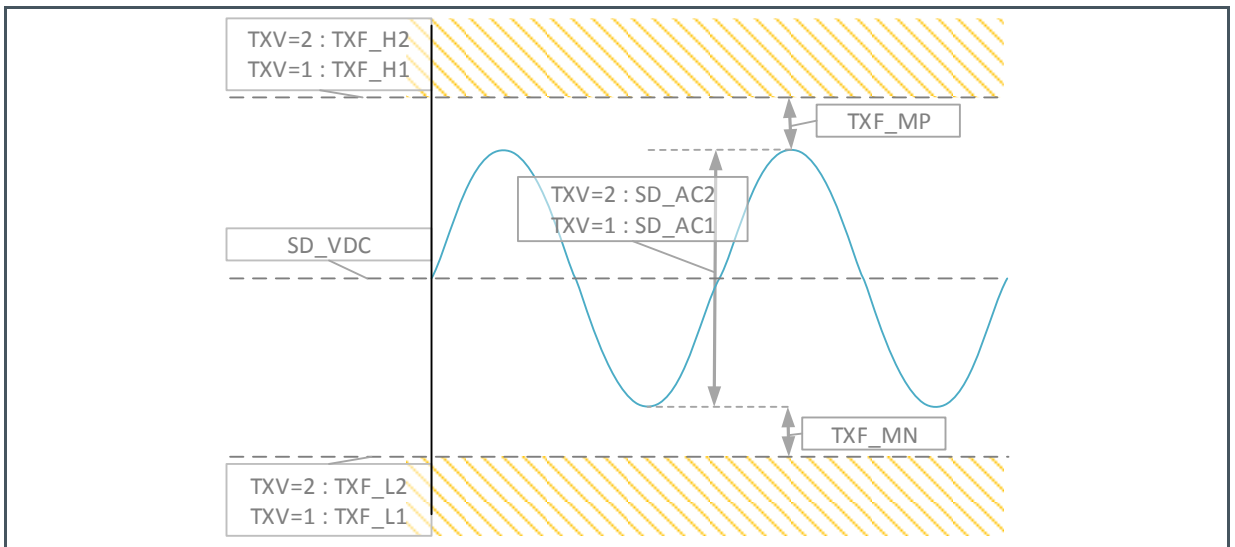 TXV=2 : TXF_H2
TXV=1 : TXF_H1
TXF_MP
TXV=2 : SD_AC2
TXV=1 : SD_AC1
SD_VDC
TXF_MN
TXV=2 : TXF_L2
TXV=1 : TXF_L1